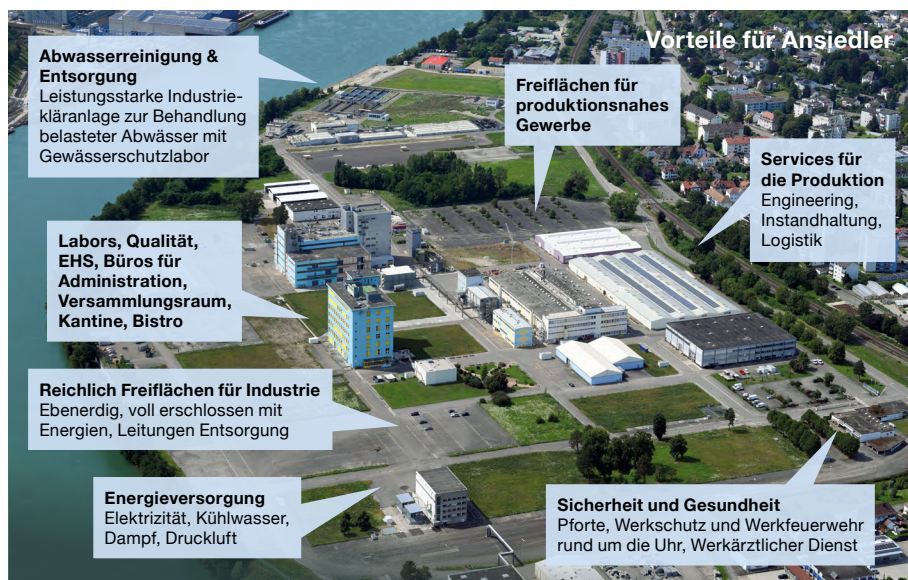 Vorteile für Ansiedler
Abwasserreinigung &
Entsorgung
Leistungsstarke Industrie-
kläranlage zur Behandlung
belasteter Abwässer mit
Gewässerschutzlabor
Freiflächen für
produktionsnahes
Gewerbe
Services für
die Produktion
Engineering,
Instandhaltung,
Logistik
Labors, Qualität,
EHS, Büros für
Administration,
Versammlungsraum,
Kantine, Bistro
Reichlich Freiflächen für Industrie
Ebenerdig, voll erschlossen mit
Energien, Leitungen Entsorgung
Energieversorgung
Elektrizität, Kühlwasser,
Dampf, Druckluft
Sicherheit und Gesundheit
Pforte, Werkschutz und Werkfeuerwehr
rund um die Uhr, Werkärztlicher Dienst